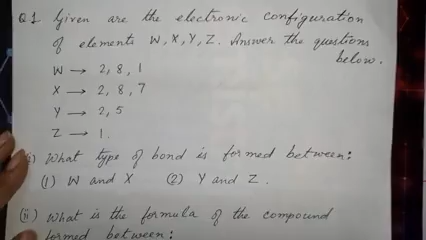 Q1 Given are the electronic configuration
of elements W, X, Y, Z. Answer the questions
below.
W → 2, 8, 1
X → 2, 8, 7
Y → 2, 5
Z → 1.
i) What type of bond is formed between:
(1) W and X (2) Y and Z.
(ii) What is the formula of the compound
formed between: